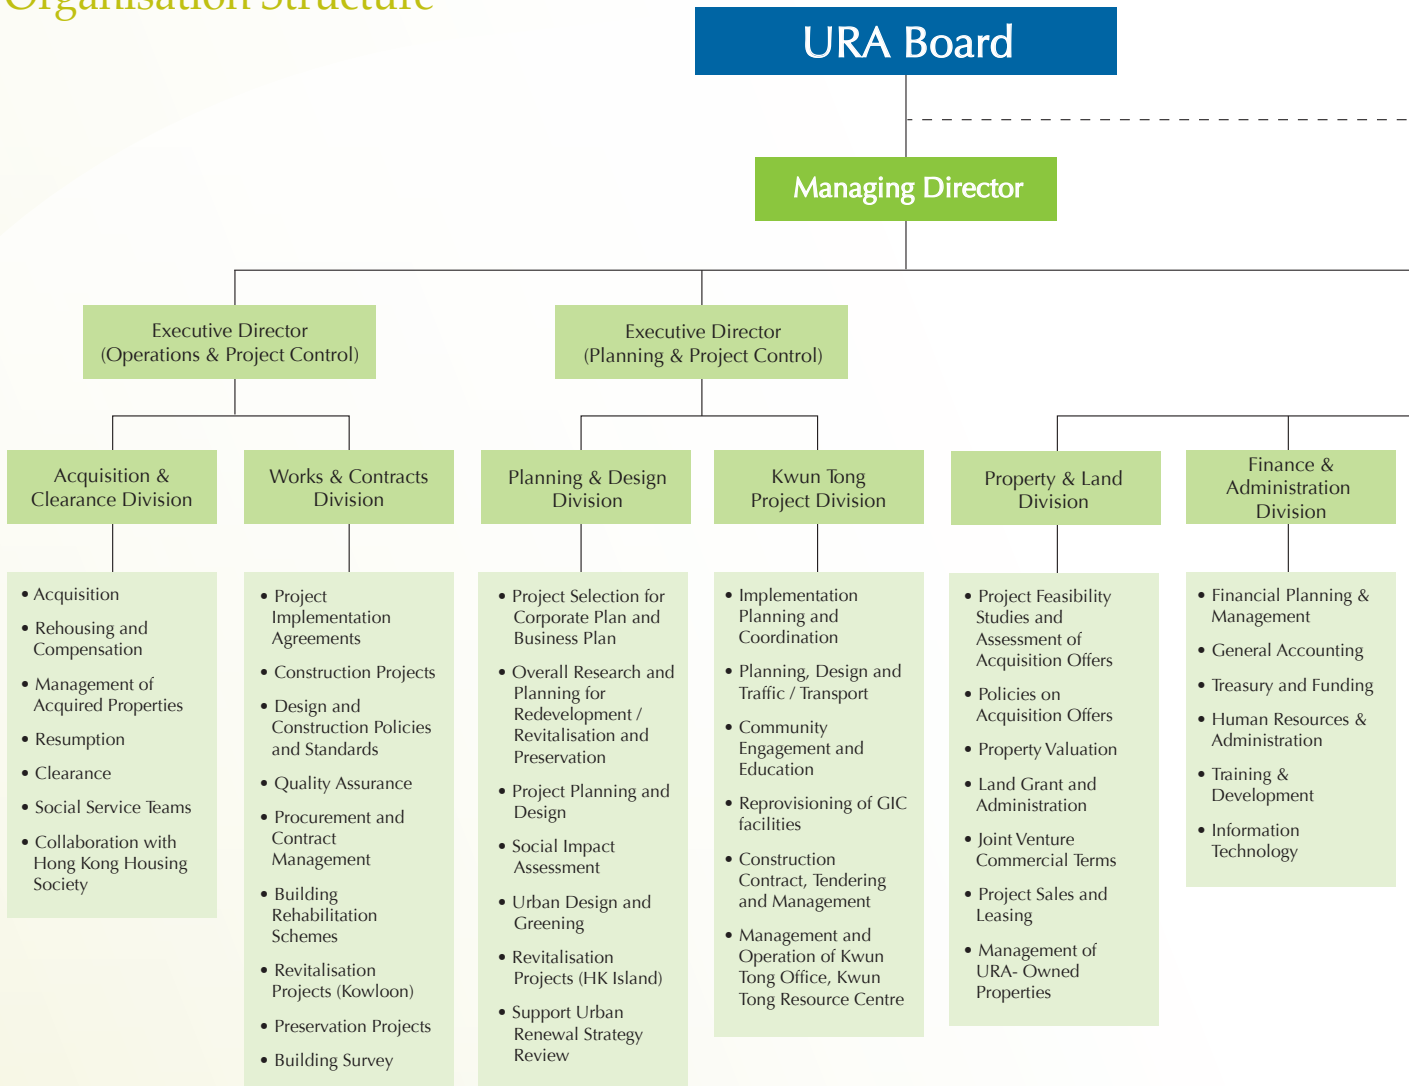 Organisation Structure
URA Board
Managing Director
Executive Director
(Operations & Project Control)
Executive Director
(Planning & Project Control)
Acquisition &
Clearance Division
Works & Contracts
Division
Planning & Design
Division
Kwun Tong
Project Division
Property & Land
Division
Finance &
Administration
Division
• Acquisition
• Rehousing and
Compensation
• Management of
Acquired Properties
• Resumption
• Clearance
• Social Service Teams
• Collaboration with
Hong Kong Housing
Society
• Project
Implementation
Agreements
• Construction Projects
• Design and
Construction Policies
and Standards
• Quality Assurance
• Procurement and
Contract
Management
• Building
Rehabilitation
Schemes
• Revitalisation
Projects (Kowloon)
• Preservation Projects
• Building Survey
• Project Selection for
Corporate Plan and
Business Plan
• Overall Research and
Planning for
Redevelopment /
Revitalisation and
Preservation
• Project Planning and
Design
• Social Impact
Assessment
• Urban Design and
Greening
• Revitalisation
Projects (HK Island)
• Support Urban
Renewal Strategy
Review
• Implementation
Planning and
Coordination
• Planning, Design and
Traffic / Transport
• Community
Engagement and
Education
• Reprovisioning of GIC
facilities
• Construction
Contract, Tendering
and Management
• Management and
Operation of Kwun
Tong Office, Kwun
Tong Resource Centre
• Project Feasibility
Studies and
Assessment of
Acquisition Offers
• Policies on
Acquisition Offers
• Property Valuation
• Land Grant and
Administration
• Joint Venture
Commercial Terms
• Project Sales and
Leasing
• Management of
URA- Owned
Properties
• Financial Planning &
Management
• General Accounting
• Treasury and Funding
• Human Resources &
Administration
• Training &
Development
• Information
Technology